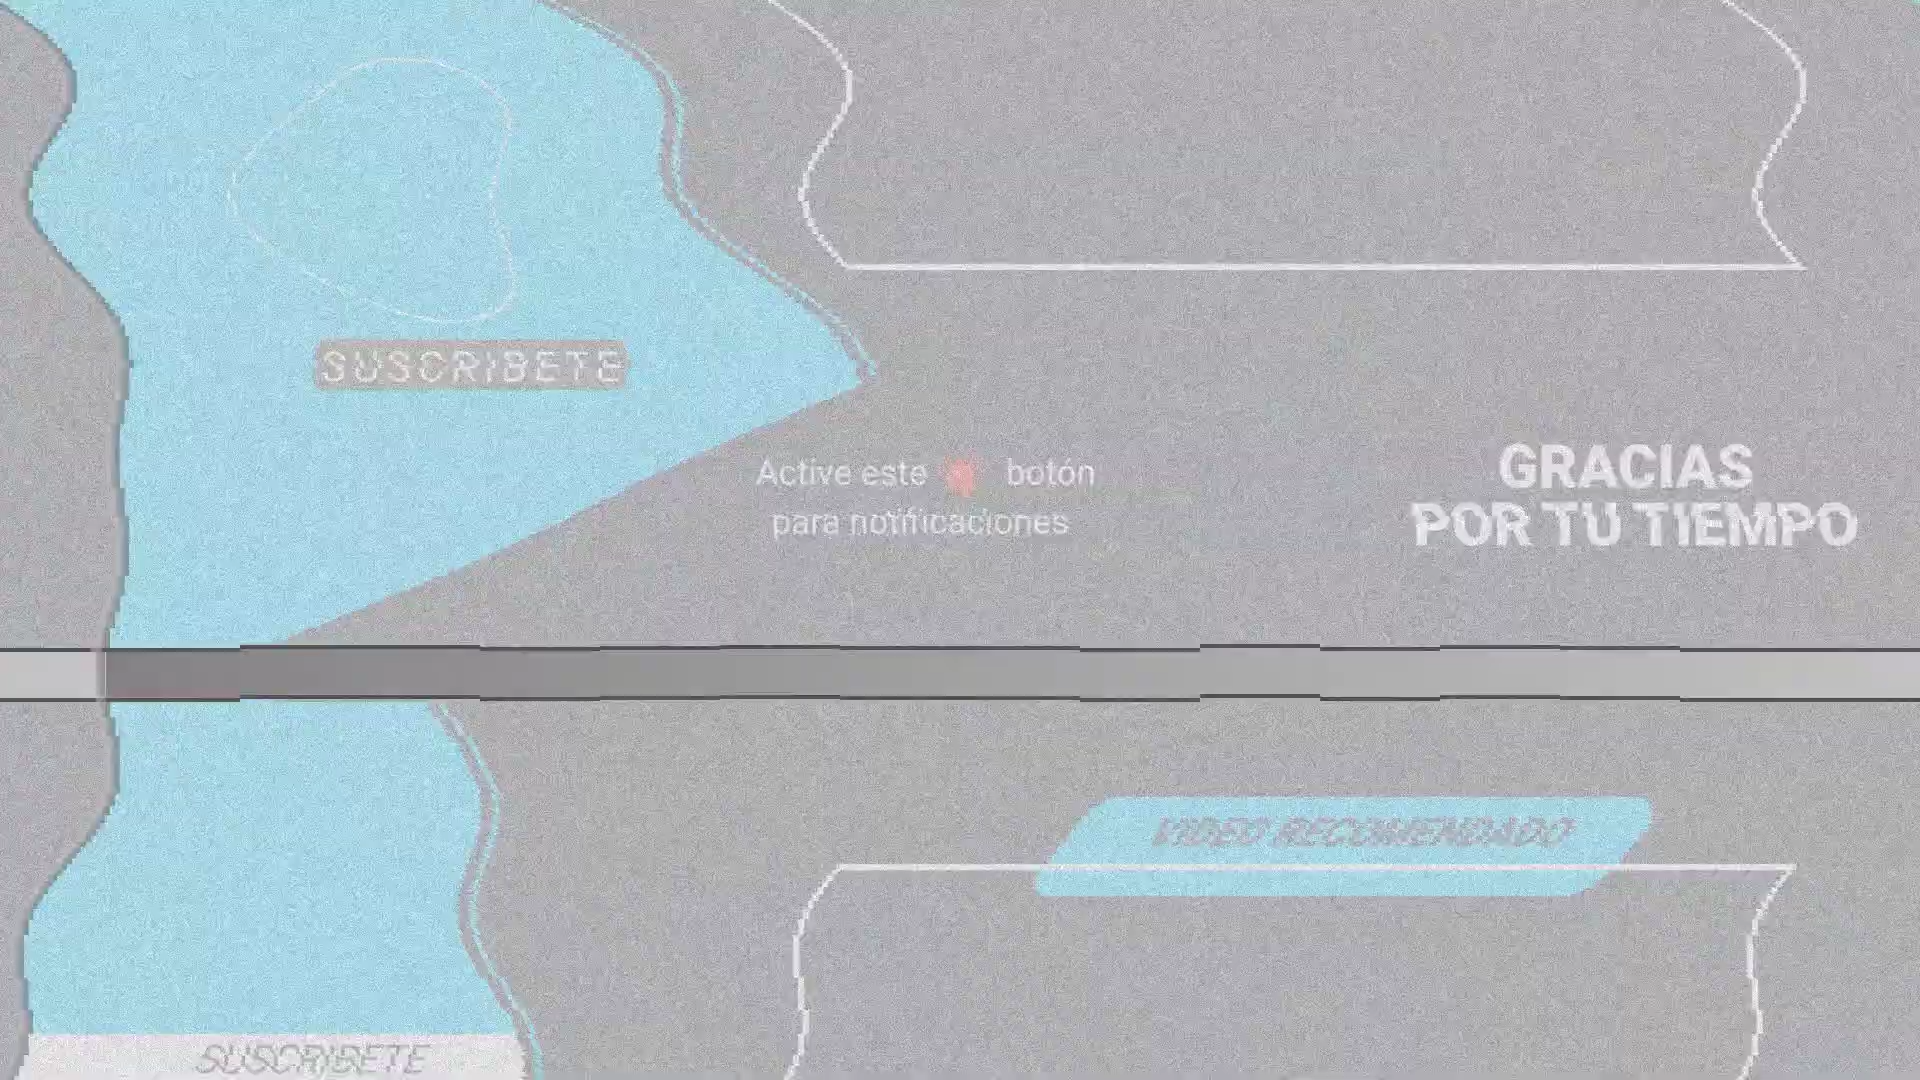 SUSCRIBETE
Active este botón
para notificaciones
GRACIAS
POR TU TIEMPO
VIDEO RECOMENDADO
SUSCRIBETE